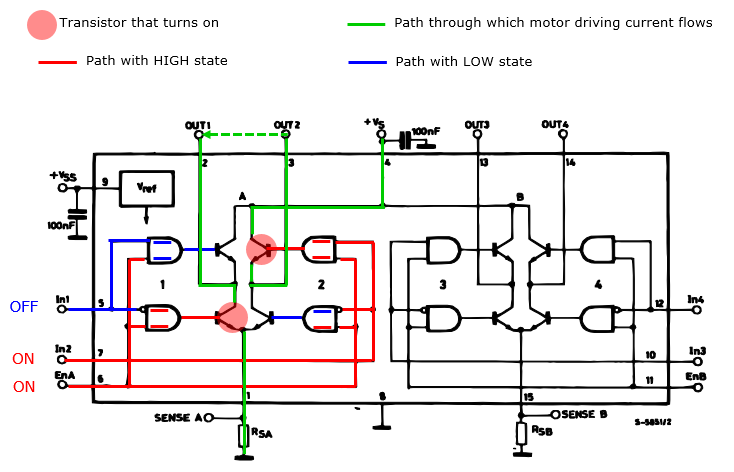 Transistor that turns on
Path through which motor driving current flows
Path with HIGH state
Path with LOW state
OUT1
OUT2
+VS
100nF
OUT3
OUT4
2
3
4
13
14
+VSS
9
Vref
A
B
100nF
1
2
3
4
OFF
In1
5
12
In4
ON
In2
7
10
In3
ON
EnA
6
11
EnB
1
8
15
SENSE A
SENSE B
S-5851/2
RSA
RSB